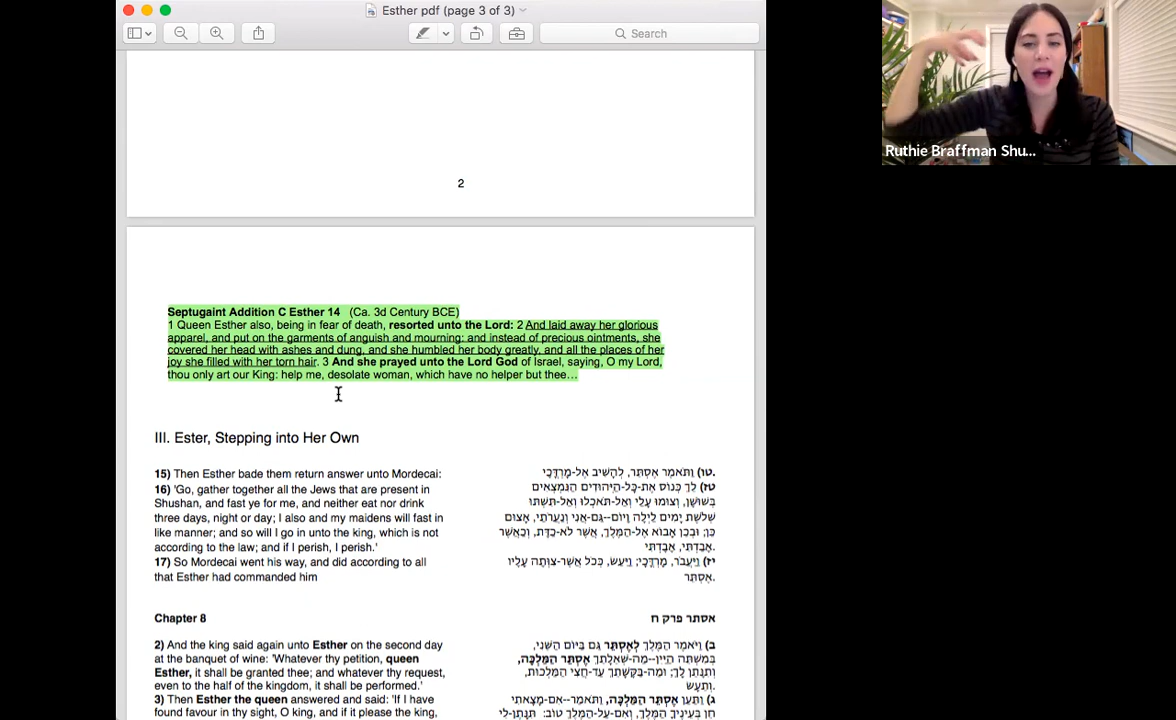 Esther pdf (page 3 of 3)
Search
Ruthie Braffman Shu...
2
Septugaint Addition C Esther 14 (Ca. 3d Century BCE)
1 Queen Esther also, being in fear of death, resorted unto the Lord: 2 And laid away her glorious
apparel, and put on the garments of anguish and mourning: and instead of precious ointments, she
covered her head with ashes and dung, and she humbled her body greatly, and all the places of her
joy she filled with her torn hair. 3 And she prayed unto the Lord God of Israel, saying, O my Lord,
thou only art our King: help me, desolate woman, which have no helper but thee...
III. Ester, Stepping into Her Own
15) Then Esther bade them return answer unto Mordecai:
16) 'Go, gather together all the Jews that are present in
Shushan, and fast ye for me, and neither eat nor drink
three days, night or day; I also and my maidens will fast in
like manner; and so will I go in unto the king, which is not
according to the law; and if I perish, I perish.'
17) So Mordecai went his way, and did according to all
that Esther had commanded him
טו) וַתֹּאמֶר אֶסְתֵּר, לְהָשִׁיב אֶל-מָרְדֳּכָי.
טז) לֵךְ כְּנוֹס אֶת-כָּל-הַיְּהוּדִים הַנִּמְצְאִים
בְּשׁוּשָׁן, וְצוּמוּ עָלַי וְאַל-תֹּאכְלוּ וְאַל-תִּשְׁתּוּ
שְׁלֹשֶׁת יָמִים לַיְלָה וָיוֹם--גַּם-אֲנִי וְנַעֲרֹתַי, אָצוּם
כֵּן; וּבְכֵן אָבוֹא אֶל-הַמֶּלֶךְ, אֲשֶׁר לֹא-כַדָּת, וְכַאֲשֶׁר
אָבַדְתִּי, אָבָדְתִּי.
יז) וַיַּעֲבֹר, מָרְדֳּכָי; וַיַּעַשׂ, כְּכֹל אֲשֶׁר-צִוְּתָה עָלָיו
אֶסְתֵּר.
Chapter 8
אסתר פרק ח
2) And the king said again unto Esther on the second day
at the banquet of wine: 'Whatever thy petition, queen
Esther, it shall be granted thee; and whatever thy request,
even to the half of the kingdom, it shall be performed.'
3) Then Esther the queen answered and said: 'If I have
found favour in thy sight, O king, and if it please the king,
ב) וַיֹּאמֶר הַמֶּלֶךְ לְאֶסְתֵּר גַּם בַּיּוֹם הַשֵּׁנִי,
בְּמִשְׁתֵּה הַיַּיִן--מַה-שְּׁאֵלָתֵךְ אֶסְתֵּר הַמַּלְכָּה,
וְתִנָּתֵן לָךְ; וּמַה-בַּקָּשָׁתֵךְ עַד-חֲצִי הַמַּלְכוּת,
וְתֵעָשׂ.
ג) וַתַּעַן אֶסְתֵּר הַמַּלְכָּה, וַתֹּאמַר--אִם-מָצָאתִי
חֵן בְּעֵינֶיךָ הַמֶּלֶךְ, וְאִם-עַל-הַמֶּלֶךְ טוֹב: תִּנָּתֶן-לִי